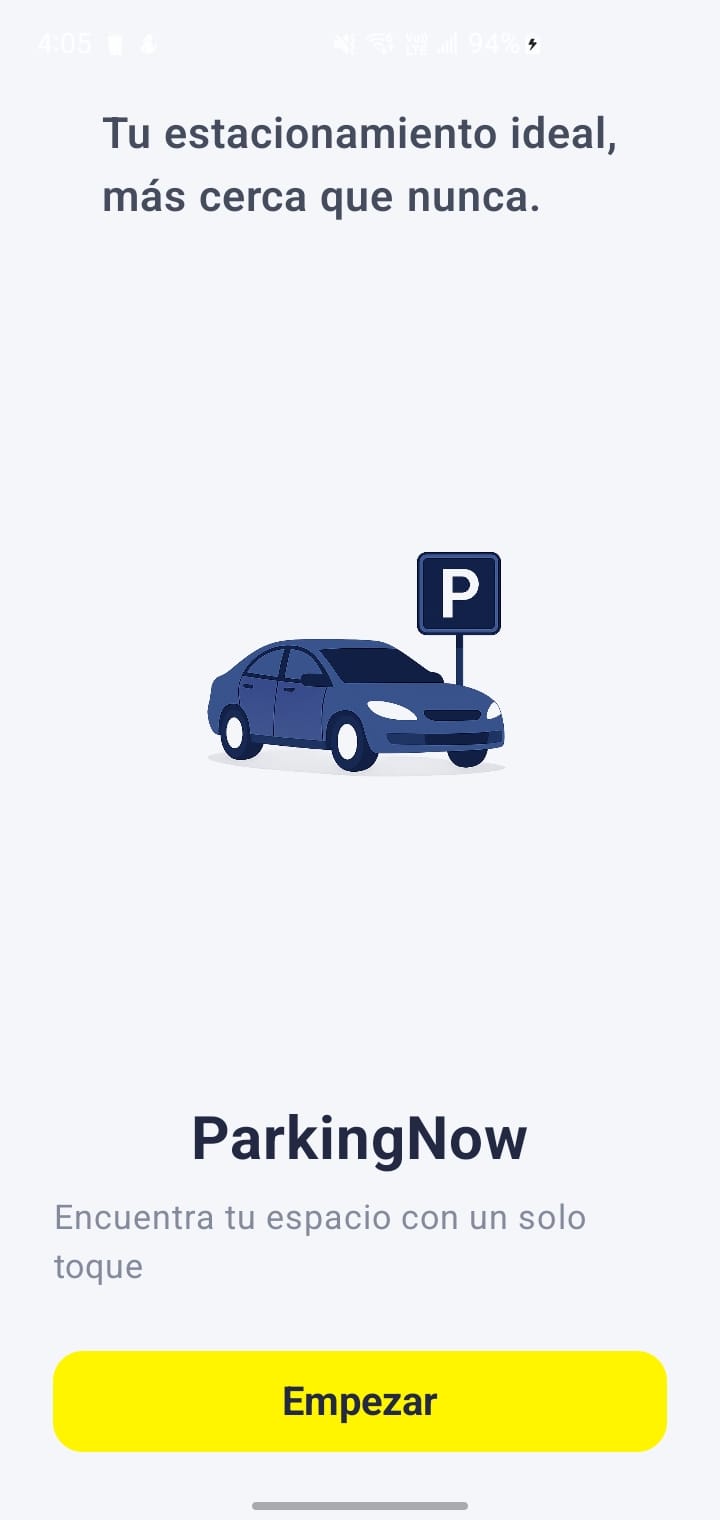 4:05 94%
Tu estacionamiento ideal,
más cerca que nunca.
P
ParkingNow
Encuentra tu espacio con un solo
toque
Empezar